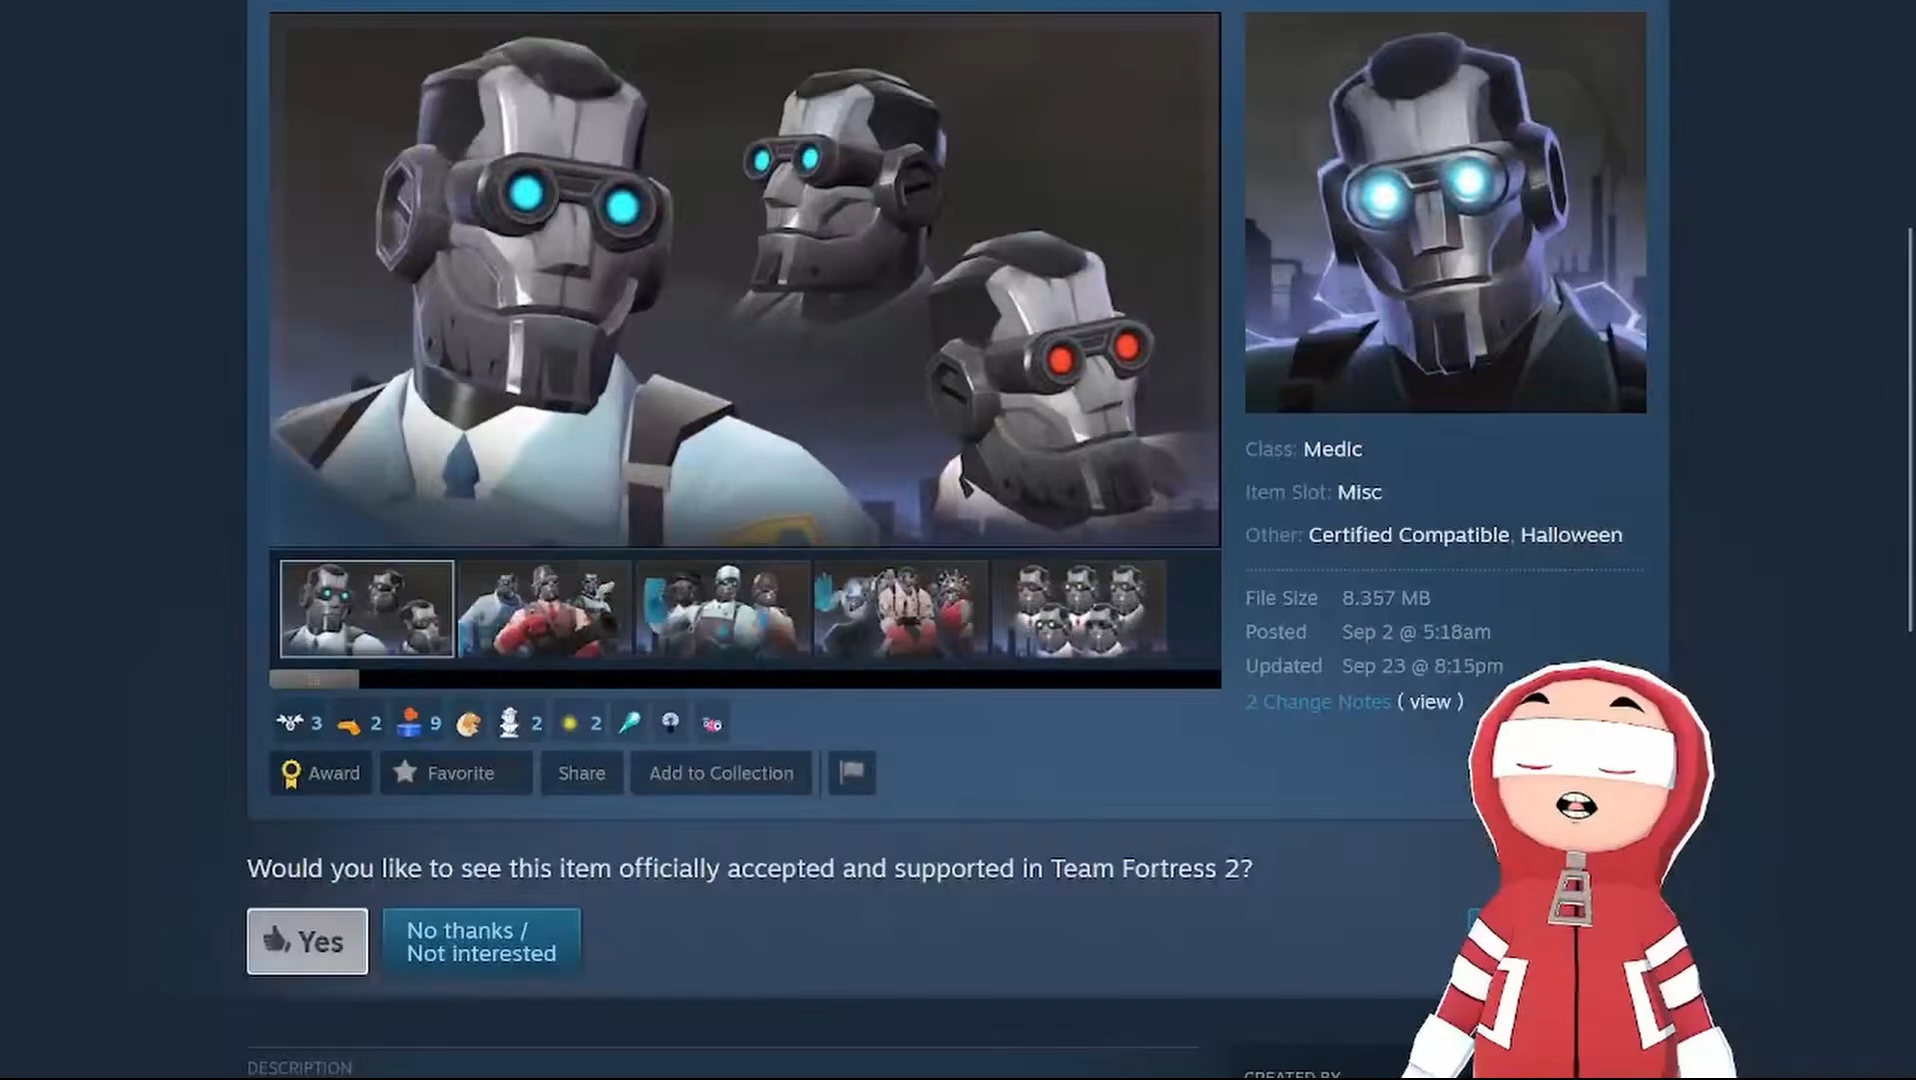 Class: Medic
Item Slot: Misc
Other: Certified Compatible, Halloween
File Size 8.357 MB
Posted Sep 2 @ 5:18am
Updated Sep 23 @ 8:15pm
2 Change Notes ( view )
3 2 9 2 2
Award Favorite Share Add to Collection
Would you like to see this item officially accepted and supported in Team Fortress 2?
Yes
No thanks /
Not interested
DESCRIPTION
CREATED BY